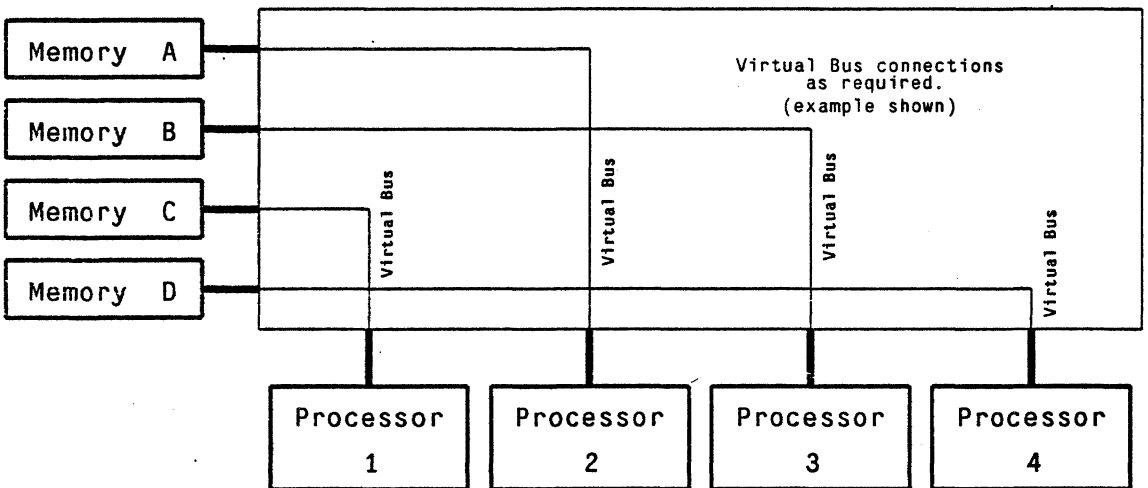 Memory A
Virtual Bus connections
as required.
(example shown)
Memory B
Memory C
Memory D
Virtual Bus
Virtual Bus
Virtual Bus
Virtual Bus
Processor
1
Processor
2
Processor
3
Processor
4